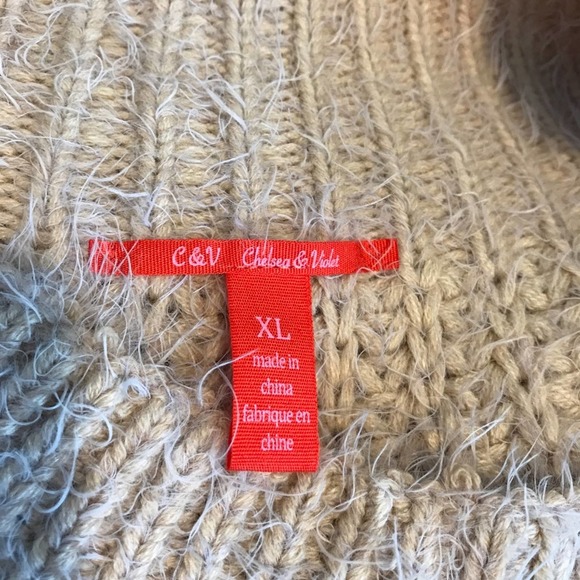 C&V Chelsea & Violet
XL
made in
china
fabrique en
chine